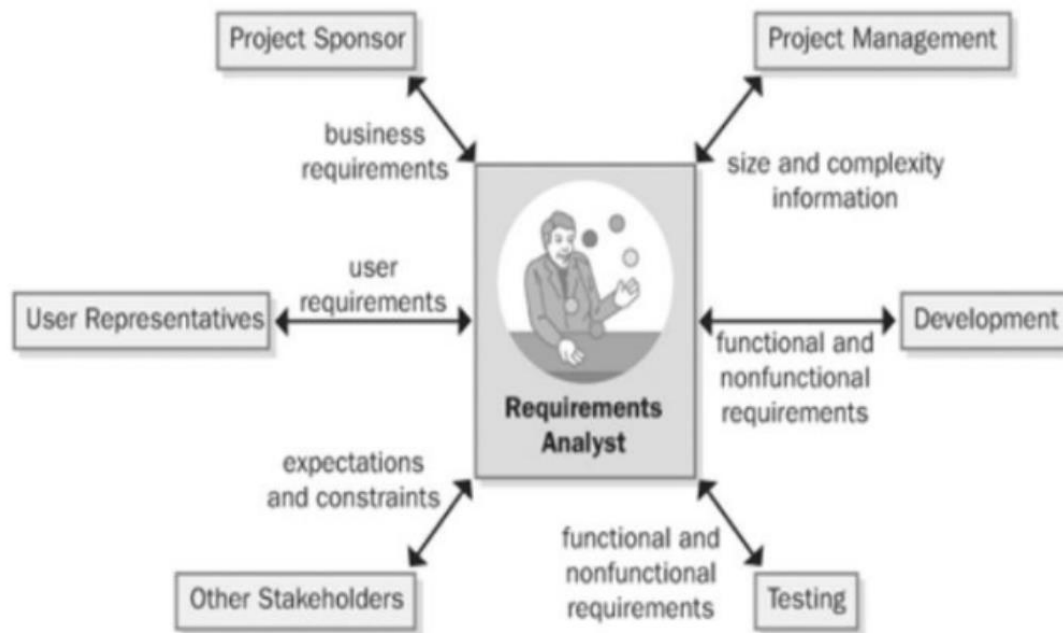 Project Sponsor
Project Management
business
requirements
size and complexity
information
user
requirements
User Representatives
Development
functional and
nonfunctional
requirements
Requirements
Analyst
expectations
and constraints
functional and
nonfunctional
requirements
Other Stakeholders
Testing